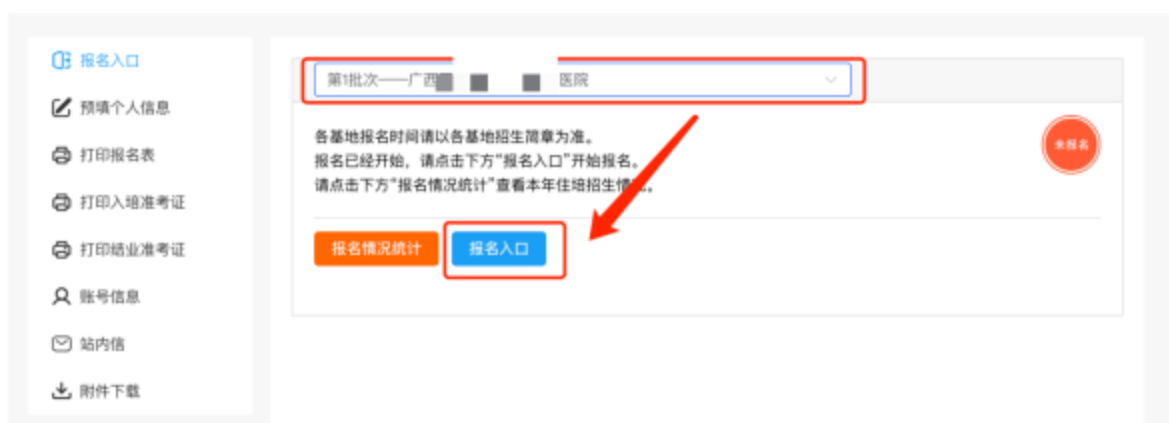 报名入口
预填个人信息
打印报名表
打印入培准考证
打印结业准考证
账号信息
站内信
附件下载
第1批次——广西 医院
各基地报名时间请以各基地招生简章为准。
报名已经开始，请点击下方“报名入口”开始报名。
请点击下方“报名情况统计”查看本年住培招生情 。
未报名
报名情况统计
报名入口